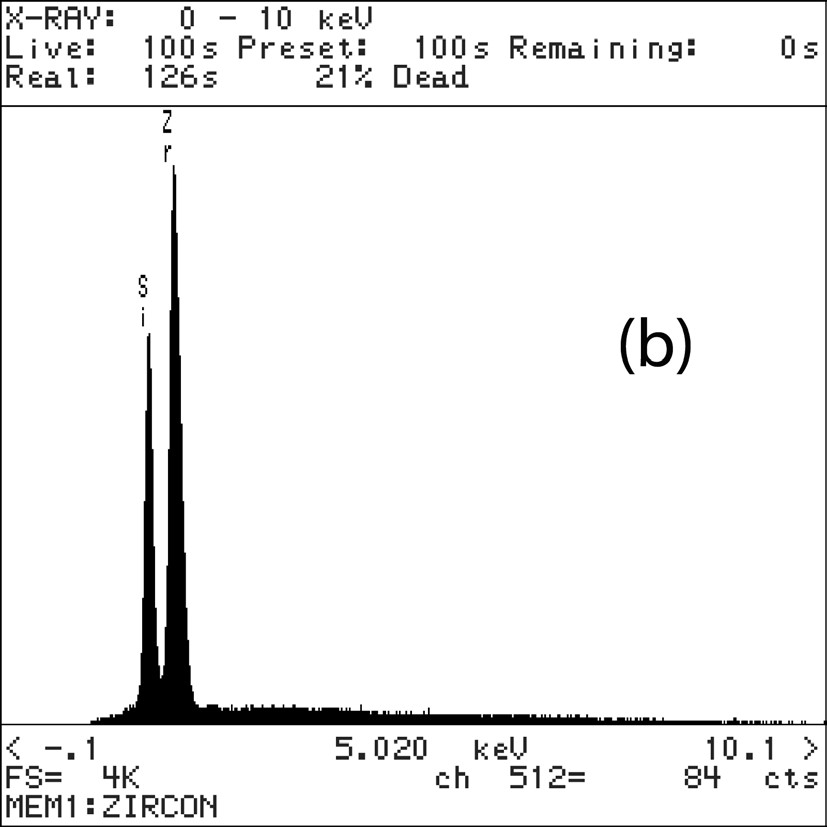 X-RAY: 0 - 10 keV
Live: 100s Preset: 100s Remaining: 0s
Real: 126s 21% Dead
Zr
Si
(b)
< -.1 5.020 keV 10.1 >
FS= 4K ch 512= 84 cts
MEM1:ZIRCON